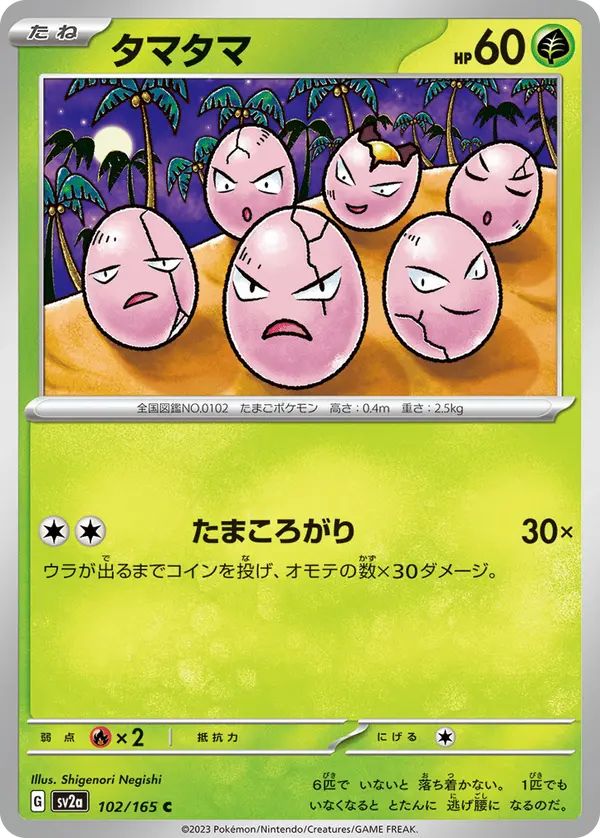 たね タマタマ HP60
全国図鑑NO.0102 たまごポケモン 高さ:0.4m 重さ:2.5kg
たまころがり 30×
ウラが出るまでコインを投げ、オモテの数×30ダメージ。
弱点 ×2 抵抗力 にげる
Illus. Shigenori Negishi
G sv2a 102/165 C
6匹で いないと 落ち着かない。 1匹でも
いなくなると とたんに 逃げ腰に なるのだ。
©2023 Pokémon/Nintendo/Creatures/GAME FREAK.